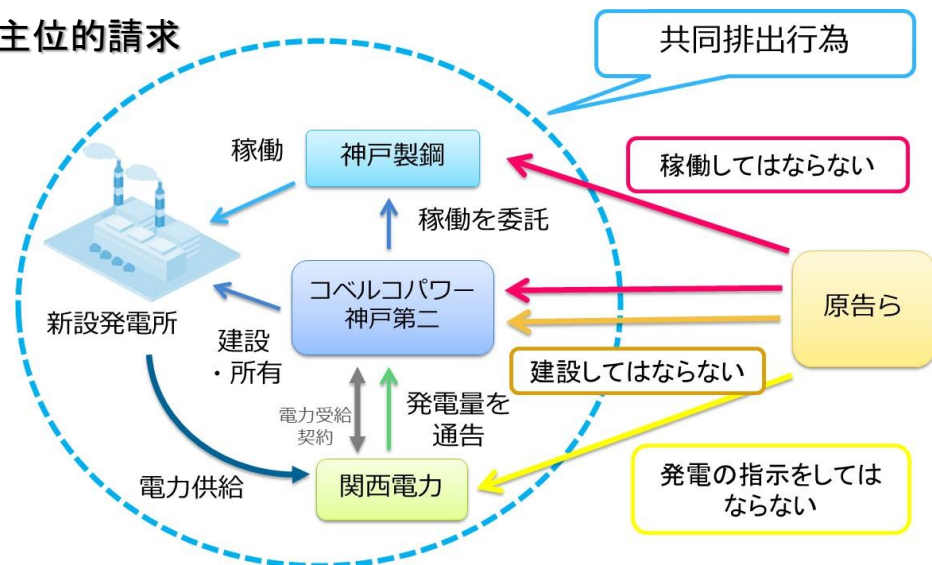 主位的請求
共同排出行為
稼働
神戸製鋼
稼働してはならない
稼働を委託
コベルコパワー
神戸第二
原告ら
新設発電所
建設
・所有
建設してはならない
電力受給
契約
発電量を
通告
電力供給
関西電力
発電の指示をしては
ならない